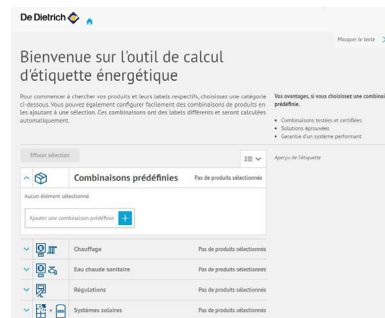 De Dietrich
Masquer le texte
Bienvenue sur l'outil de calcul
d'étiquette énergétique
Pour commencer à chercher vos produits et leurs labels respectifs, choisissez une catégorie
ci-dessous. Vous pouvez également configurer facilement des combinaisons de produits en
les ajoutant à une sélection. Ces combinaisons ont des labels différents et seront calculées
automatiquement.
Vos avantages, si vous choisissez une combinai
prédéfinie.
• Combinaisons testées et certifiées
• Solutions éprouvées
• Garantie d'un système performant
Effacer sélection
Aperçu de l'étiquette
Combinaisons prédéfinies Pas de produits sélectionnés
Aucun élément sélectionné
Ajouter une combinaison prédéfinie +
Chauffage Pas de produits sélectionnés
Eau chaude sanitaire Pas de produits sélectionnés
Régulations Pas de produits sélectionnés
Systèmes solaires Pas de produits sélectionnés